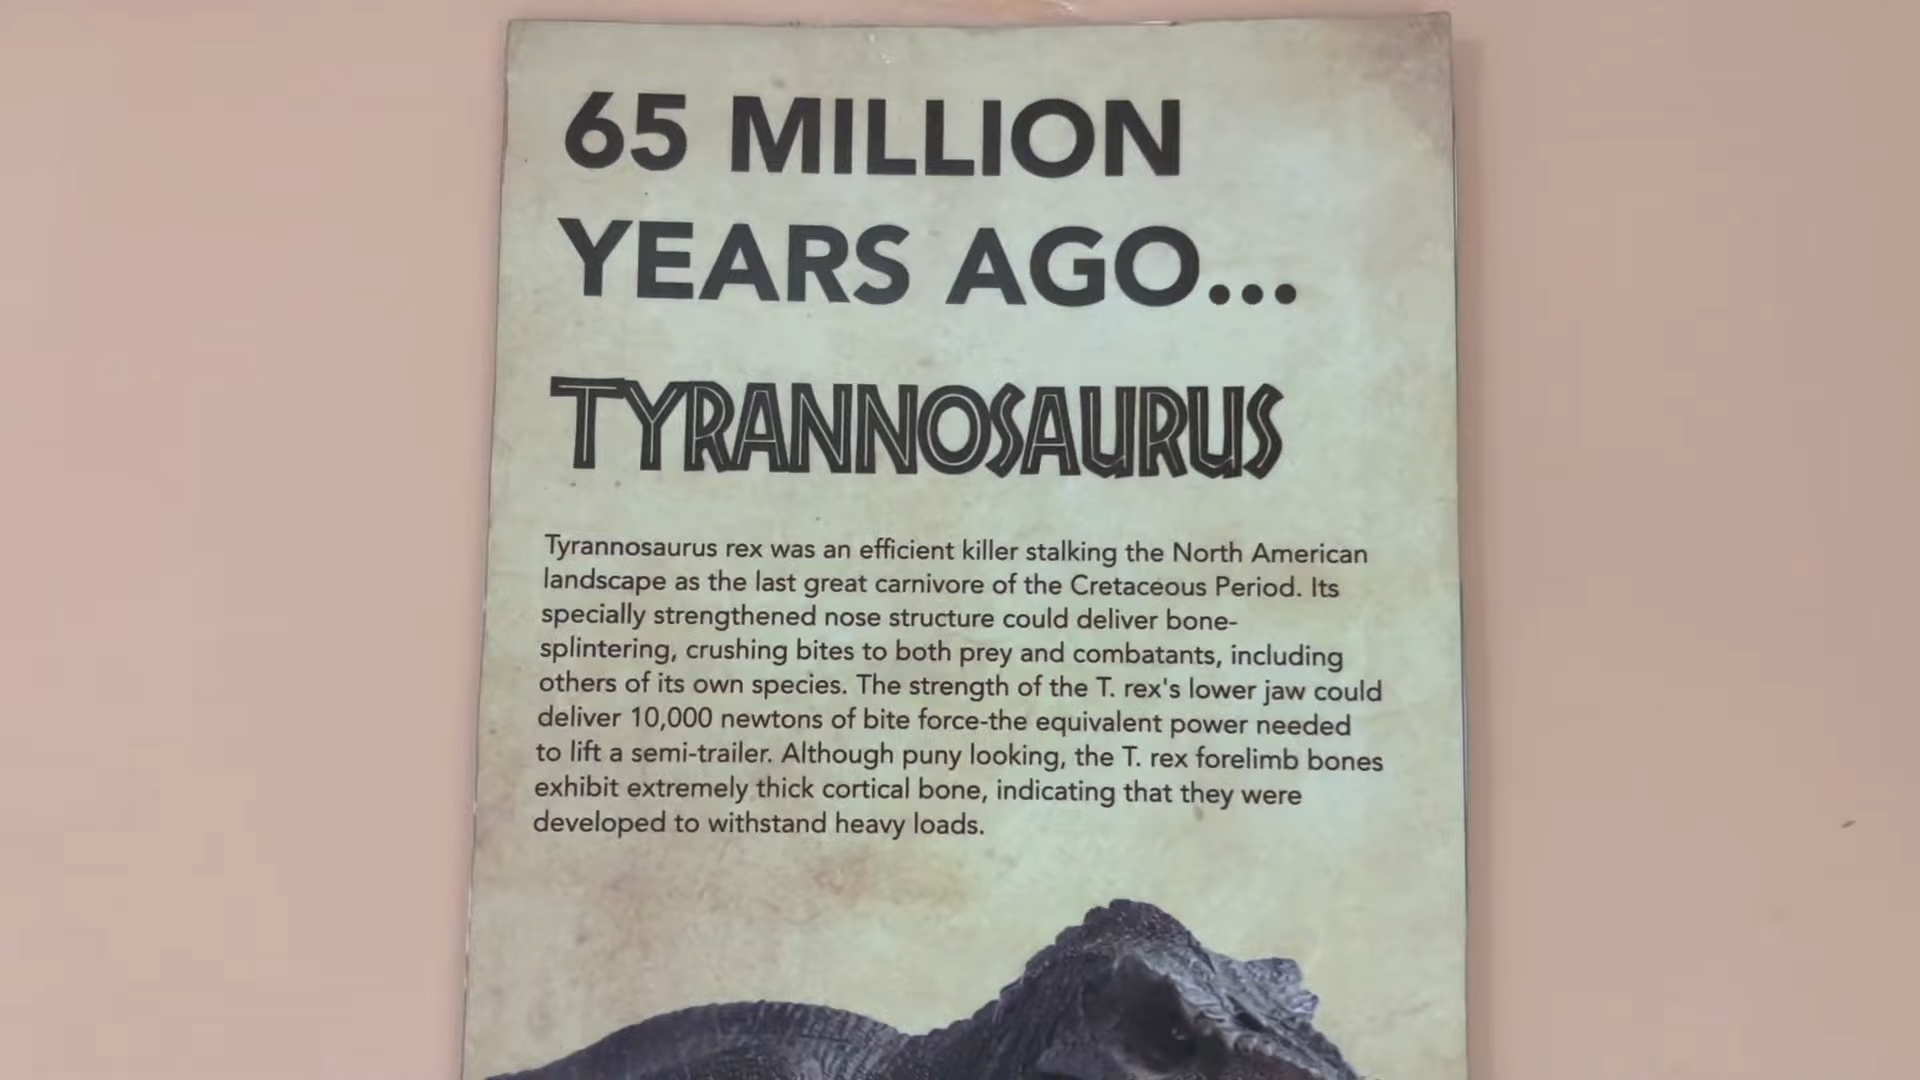 65 MILLION
YEARS AGO...
TYRANNOSAURUS
Tyrannosaurus rex was an efficient killer stalking the North American
landscape as the last great carnivore of the Cretaceous Period. Its
specially strengthened nose structure could deliver bone-
splintering, crushing bites to both prey and combatants, including
others of its own species. The strength of the T. rex's lower jaw could
deliver 10,000 newtons of bite force-the equivalent power needed
to lift a semi-trailer. Although puny looking, the T. rex forelimb bones
exhibit extremely thick cortical bone, indicating that they were
developed to withstand heavy loads.